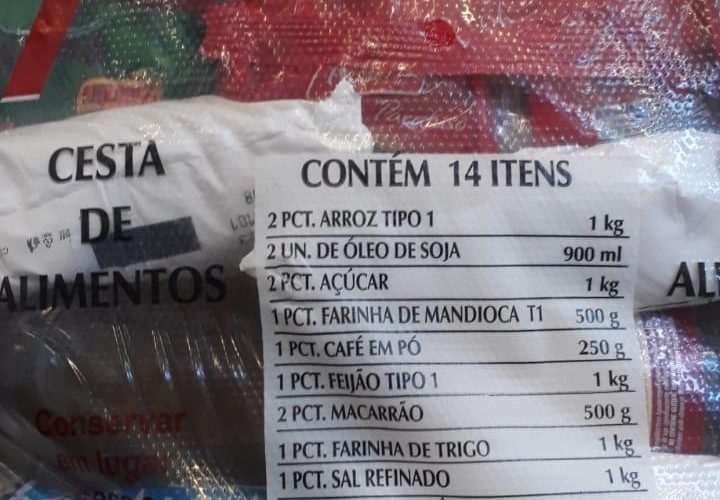 CESTA
DE
ALIMENTOS
CONTÉM 14 ITENS
2 PCT. ARROZ TIPO 1 1 kg
2 UN. DE ÓLEO DE SOJA 900 ml
2 PCT. AÇÚCAR 1 kg
1 PCT. FARINHA DE MANDIOCA T1 500 g
1 PCT. CAFÉ EM PÓ 250 g
1 PCT. FEIJÃO TIPO 1 1 kg
2 PCT. MACARRÃO 500 g
1 PCT. FARINHA DE TRIGO 1 kg
1 PCT. SAL REFINADO 1 kg
AL
Conservar
em lugar